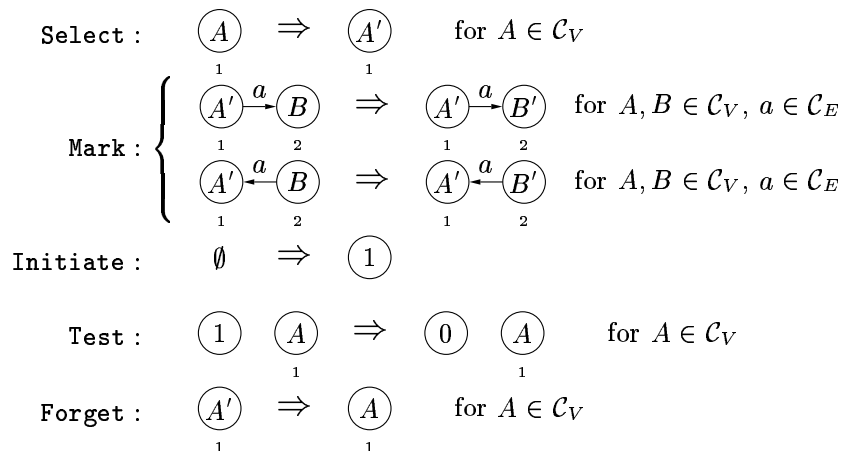 Select : A ⇒ A′ for A ∈ 𝒞_V
1 1
A′ a B ⇒ A′ a B′ for A, B ∈ 𝒞_V, a ∈ 𝒞_E
1 2 1 2
Mark :
A′ a B ⇒ A′ a B′ for A, B ∈ 𝒞_V, a ∈ 𝒞_E
1 2 1 2
Initiate : ∅ ⇒ 1
Test : 1 A ⇒ 0 A for A ∈ 𝒞_V
1 1
Forget : A′ ⇒ A for A ∈ 𝒞_V
1 1